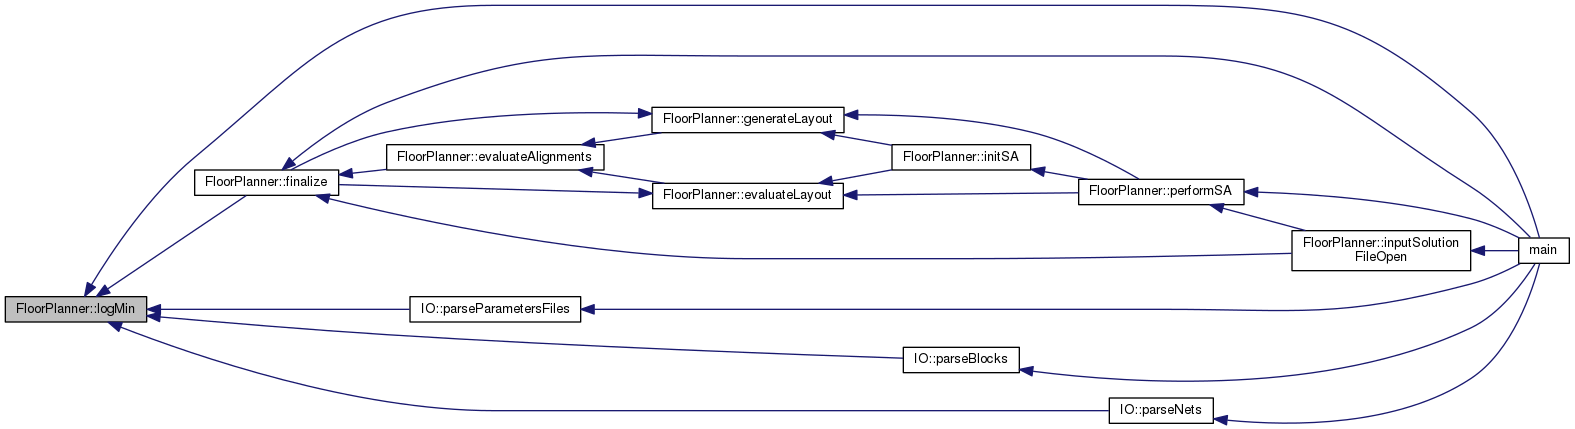 FloorPlanner::logMin
FloorPlanner::finalize
FloorPlanner::evaluateAlignments
FloorPlanner::generateLayout
FloorPlanner::evaluateLayout
FloorPlanner::initSA
FloorPlanner::performSA
FloorPlanner::inputSolution
FileOpen
main
IO::parseParametersFiles
IO::parseBlocks
IO::parseNets